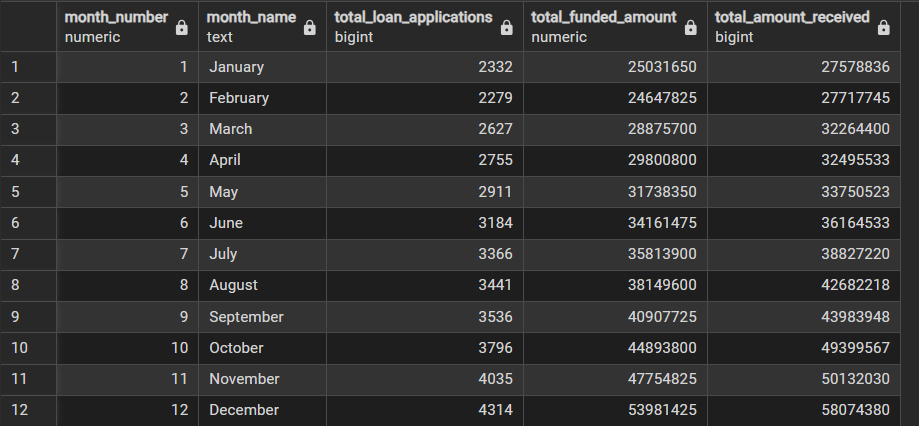 month_number month_name total_loan_applications total_funded_amount total_amount_received
numeric text bigint numeric bigint
1 1 January 2332 25031650 27578836
2 2 February 2279 24647825 27717745
3 3 March 2627 28875700 32264400
4 4 April 2755 29800800 32495533
5 5 May 2911 31738350 33750523
6 6 June 3184 34161475 36164533
7 7 July 3366 35813900 38827220
8 8 August 3441 38149600 42682218
9 9 September 3536 40907725 43983948
10 10 October 3796 44893800 49399567
11 11 November 4035 47754825 50132030
12 12 December 4314 53981425 58074380